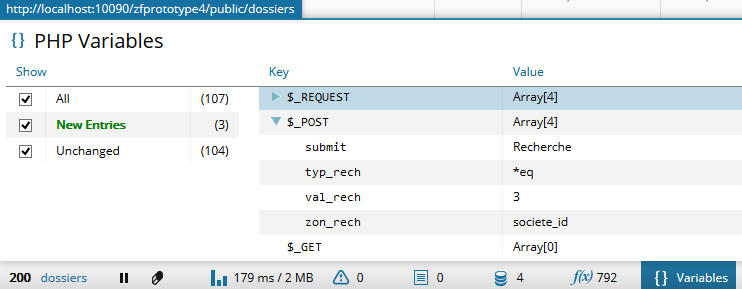 http://localhost:10090/zfprototype4/public/dossiers
{} PHP Variables
Show Key Value
All (107) $_REQUEST Array[4]
New Entries (3) $_POST Array[4]
submit Recherche
Unchanged (104) typ_rech *eq
val_rech 3
zon_rech societe_id
$_GET Array[0]
200 dossiers 179 ms / 2 MB 0 0 4 f(x) 792 {} Variables